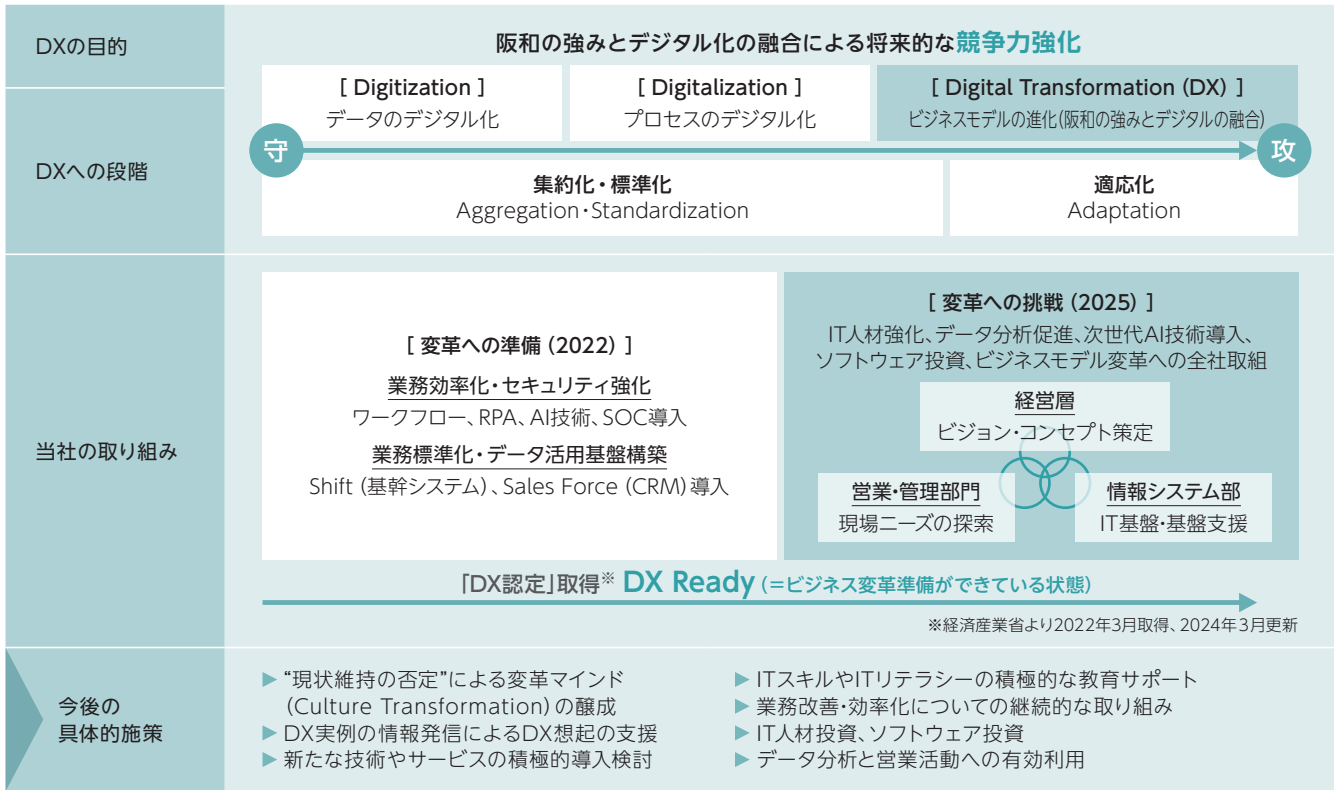 DXの目的
阪和の強みとデジタル化の融合による将来的な競争力強化
DXへの段階
[ Digitization ]
データのデジタル化
[ Digitalization ]
プロセスのデジタル化
[ Digital Transformation (DX) ]
ビジネスモデルの進化(阪和の強みとデジタルの融合)
守
攻
集約化・標準化
Aggregation・Standardization
適応化
Adaptation
当社の取り組み
[ 変革への準備 (2022) ]
業務効率化・セキュリティ強化
ワークフロー、RPA、AI技術、SOC導入
業務標準化・データ活用基盤構築
Shift (基幹システム)、Sales Force (CRM) 導入
[ 変革への挑戦 (2025) ]
IT人材強化、データ分析促進、次世代AI技術導入、
ソフトウェア投資、ビジネスモデル変革への全社取組
経営層
ビジョン・コンセプト策定
営業・管理部門
現場ニーズの探索
情報システム部
IT基盤・基盤支援
「DX認定」取得※ DX Ready (=ビジネス変革準備ができている状態)
※経済産業省より2022年3月取得、2024年3月更新
今後の
具体的施策
▶ “現状維持の否定”による変革マインド
(Culture Transformation) の醸成
▶ DX実例の情報発信によるDX想起の支援
▶ 新たな技術やサービスの積極的導入検討
▶ ITスキルやITリテラシーの積極的な教育サポート
▶ 業務改善・効率化についての継続的な取り組み
▶ IT人材投資、ソフトウェア投資
▶ データ分析と営業活動への有効利用